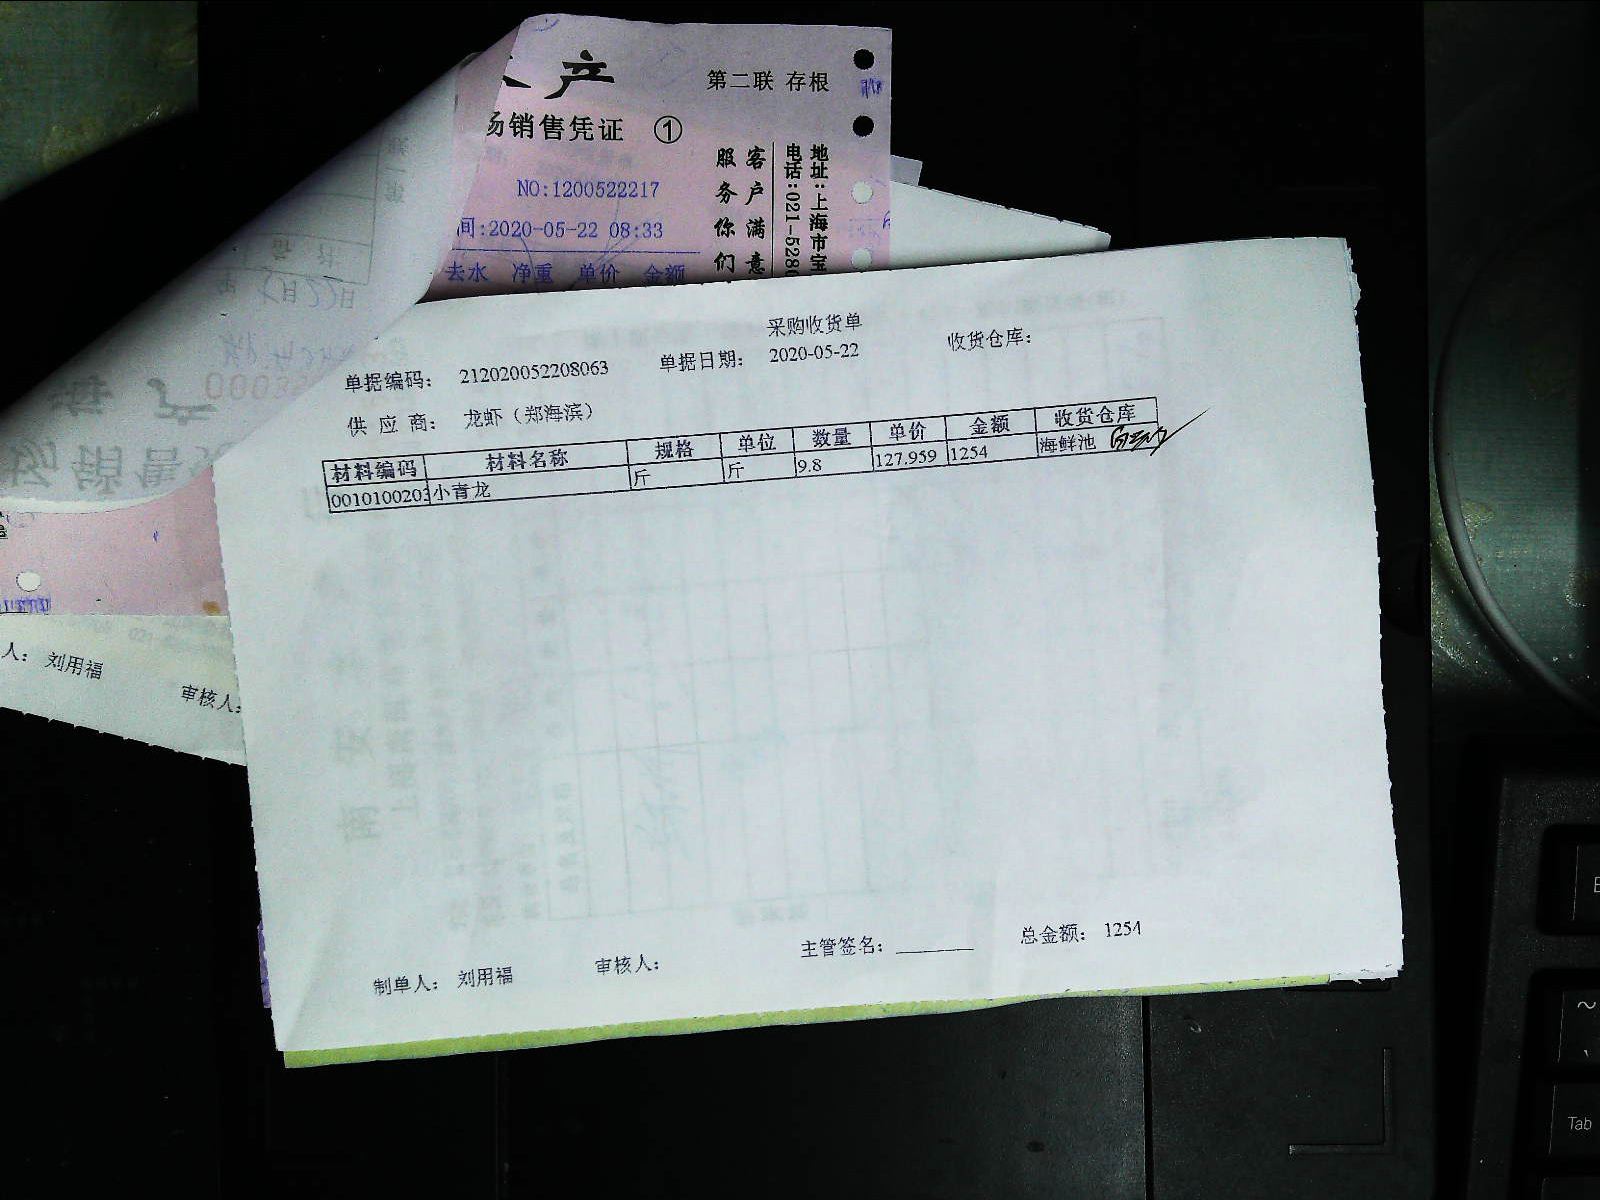 产
第二联 存根
场销售凭证 ①
NO:1200522217
间:2020-05-22 08:33
去水 净重 单价 金额
客户满意
服务你们
地址:上海市宝
电话:021-528
采购收货单
单据编码: 212020052208063 单据日期: 2020-05-22 收货仓库:
供应商: 龙虾（郑海滨）
材料编码 材料名称 规格 单位 数量 单价 金额 收货仓库
0010100203 小青龙 斤 斤 9.8 127.959 1254 海鲜池
人: 刘用福 审核人:
制单人: 刘用福 审核人: 主管签名: 总金额: 1254
Tab